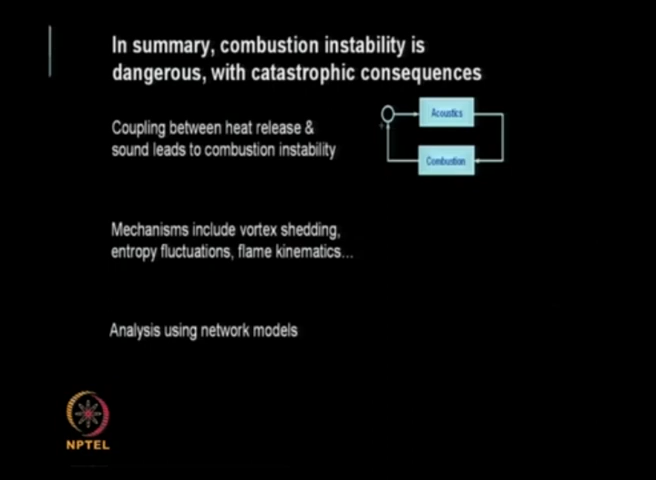 In summary, combustion instability is
dangerous, with catastrophic consequences
Coupling between heat release &
sound leads to combustion instability
Acoustics
Combustion
Mechanisms include vortex shedding,
entropy fluctuations, flame kinematics...
Analysis using network models
NPTEL